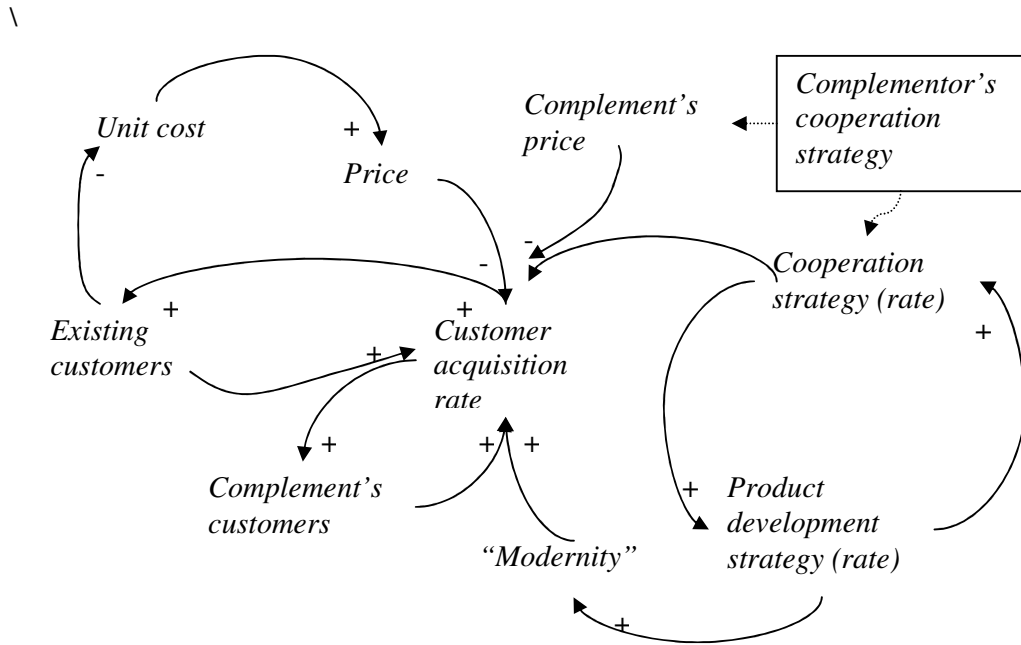 \
Unit cost
+
-
Price
Complement's
price
Complementor's
cooperation
strategy
-
-
Cooperation
strategy (rate)
+
+
Existing
customers
+
Customer
acquisition
rate
+
+
+
+
Complement's
customers
+
Product
development
strategy (rate)
“Modernity”
+